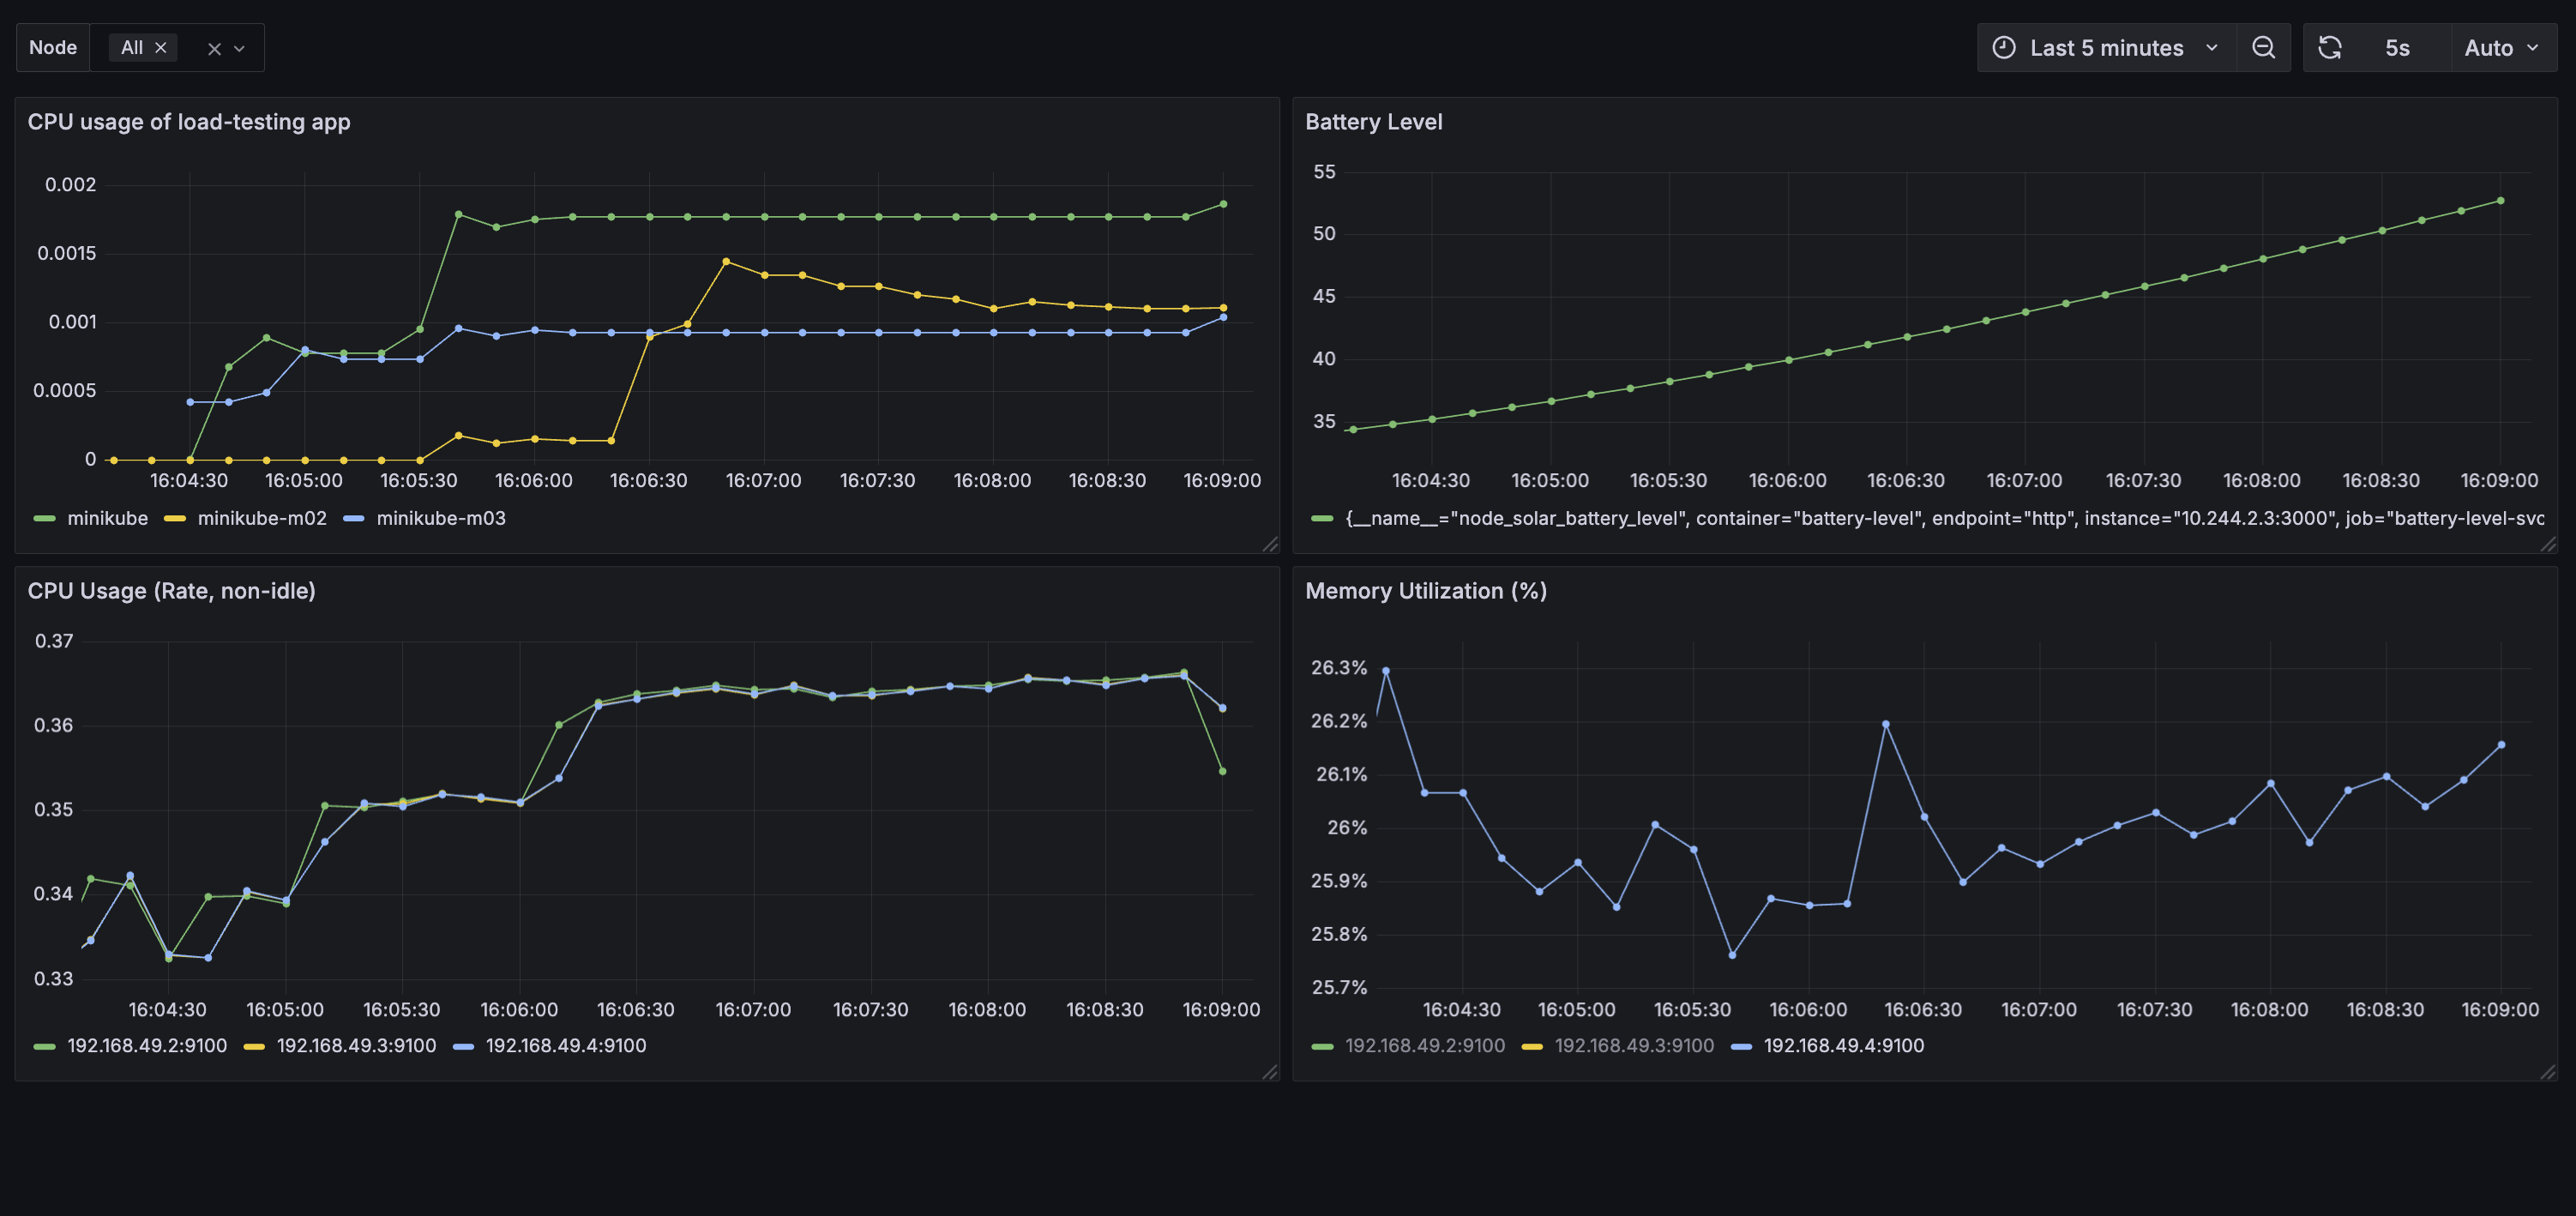 Node All
Last 5 minutes 5s Auto
CPU usage of load-testing app
0.002
0.0015
0.001
0.0005
0
16:04:30 16:05:00 16:05:30 16:06:00 16:06:30 16:07:00 16:07:30 16:08:00 16:08:30 16:09:00
minikube minikube-m02 minikube-m03
Battery Level
55
50
45
40
35
16:04:30 16:05:00 16:05:30 16:06:00 16:06:30 16:07:00 16:07:30 16:08:00 16:08:30 16:09:00
{__name__="node_solar_battery_level", container="battery-level", endpoint="http", instance="10.244.2.3:3000", job="battery-level-svc
CPU Usage (Rate, non-idle)
0.37
0.36
0.35
0.34
0.33
16:04:30 16:05:00 16:05:30 16:06:00 16:06:30 16:07:00 16:07:30 16:08:00 16:08:30 16:09:00
192.168.49.2:9100 192.168.49.3:9100 192.168.49.4:9100
Memory Utilization (%)
26.3%
26.2%
26.1%
26%
25.9%
25.8%
25.7%
16:04:30 16:05:00 16:05:30 16:06:00 16:06:30 16:07:00 16:07:30 16:08:00 16:08:30 16:09:00
192.168.49.2:9100 192.168.49.3:9100 192.168.49.4:9100